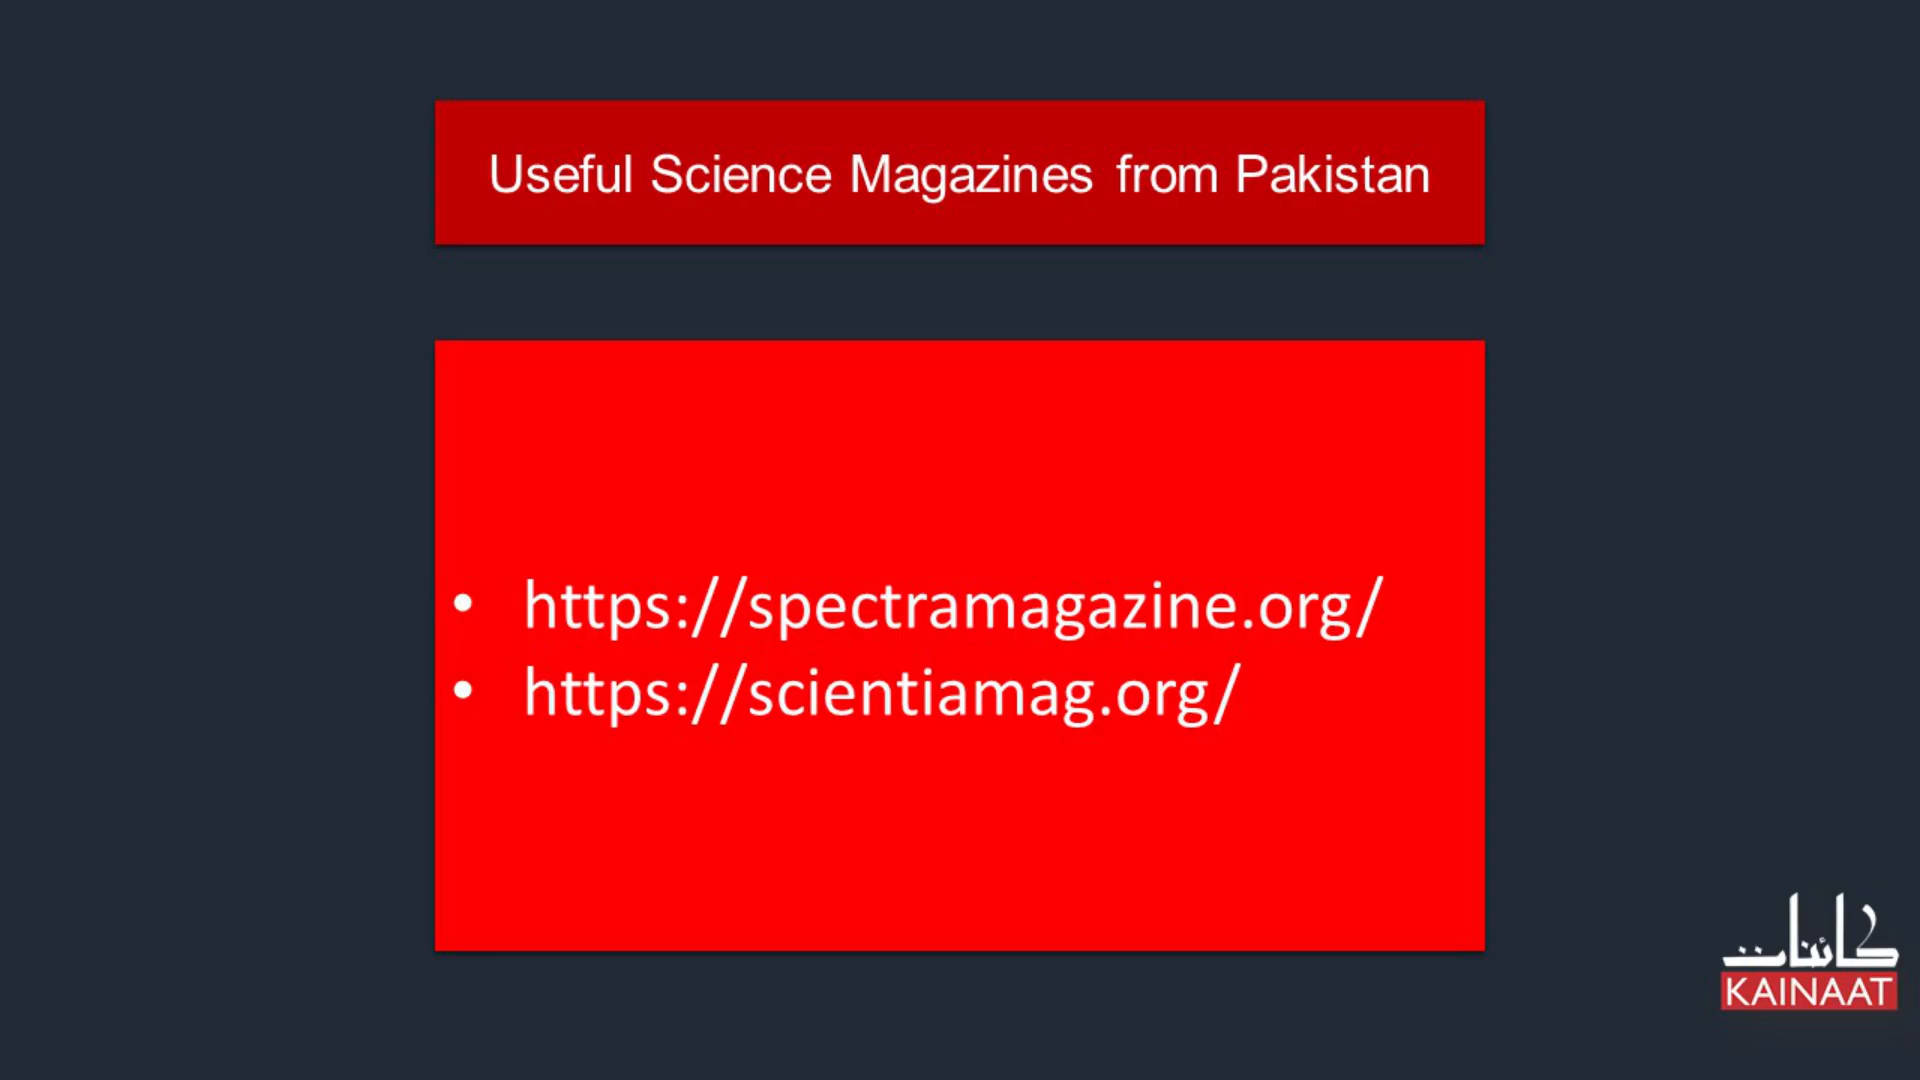 Useful Science Magazines from Pakistan
• https://spectramagazine.org/
• https://scientiamag.org/
کائنات
KAINAAT